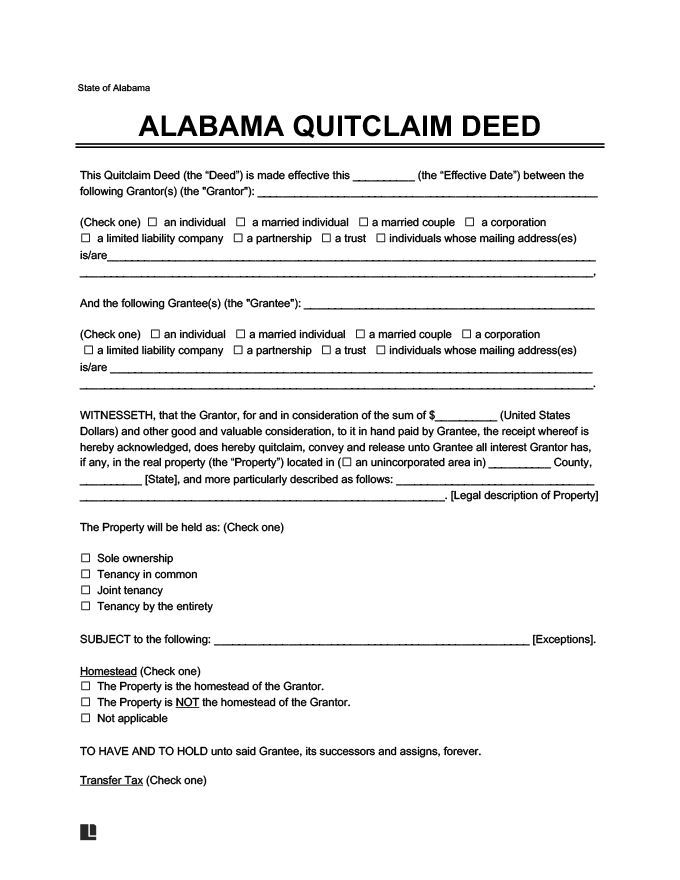 State of Alabama
ALABAMA QUITCLAIM DEED
This Quitclaim Deed (the “Deed”) is made effective this __________ (the “Effective Date”) between the
following Grantor(s) (the "Grantor"): _______________________________________________________
(Check one) ☐ an individual ☐ a married individual ☐ a married couple ☐ a corporation
☐ a limited liability company ☐ a partnership ☐ a trust ☐ individuals whose mailing address(es)
is/are_______________________________________________________________________________
___________________________________________________________________________________,
And the following Grantee(s) (the "Grantee"): _______________________________________________
(Check one) ☐ an individual ☐ a married individual ☐ a married couple ☐ a corporation
☐ a limited liability company ☐ a partnership ☐ a trust ☐ individuals whose mailing address(es)
is/are ______________________________________________________________________________
___________________________________________________________________________________.
WITNESSETH, that the Grantor, for and in consideration of the sum of $__________ (United States
Dollars) and other good and valuable consideration, to it in hand paid by Grantee, the receipt whereof is
hereby acknowledged, does hereby quitclaim, convey and release unto Grantee all interest Grantor has,
if any, in the real property (the “Property”) located in (☐ an unincorporated area in) __________ County,
__________ [State], and more particularly described as follows: ________________________________
___________________________________________________________. [Legal description of Property]
The Property will be held as: (Check one)
☐ Sole ownership
☐ Tenancy in common
☐ Joint tenancy
☐ Tenancy by the entirety
SUBJECT to the following: ___________________________________________________ [Exceptions].
Homestead (Check one)
☐ The Property is the homestead of the Grantor.
☐ The Property is NOT the homestead of the Grantor.
☐ Not applicable
TO HAVE AND TO HOLD unto said Grantee, its successors and assigns, forever.
Transfer Tax (Check one)